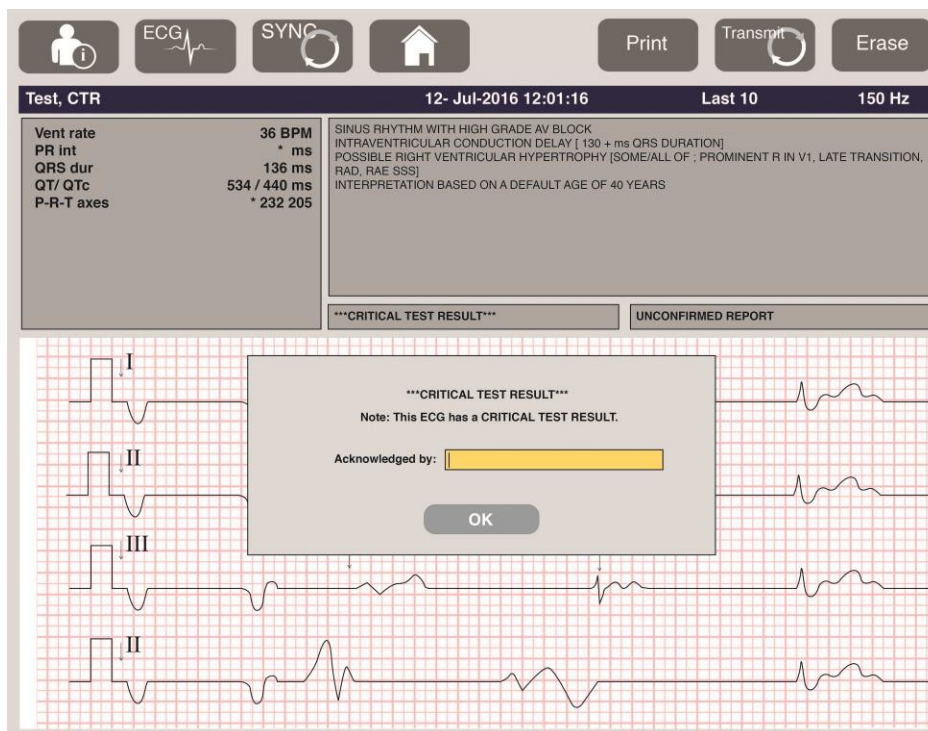 ECG
SYNC
Print
Transmit
Erase
i
Test, CTR 12- Jul-2016 12:01:16 Last 10 150 Hz
Vent rate 36 BPM
PR int * ms
QRS dur 136 ms
QT/ QTc 534 / 440 ms
P-R-T axes * 232 205
SINUS RHYTHM WITH HIGH GRADE AV BLOCK
INTRAVENTRICULAR CONDUCTION DELAY [ 130 + ms QRS DURATION]
POSSIBLE RIGHT VENTRICULAR HYPERTROPHY [SOME/ALL OF ; PROMINENT R IN V1, LATE TRANSITION,
RAD, RAE SSS]
INTERPRETATION BASED ON A DEFAULT AGE OF 40 YEARS
***CRITICAL TEST RESULT***
UNCONFIRMED REPORT
I
***CRITICAL TEST RESULT***
Note: This ECG has a CRITICAL TEST RESULT.
Acknowledged by:
OK
II
III
II